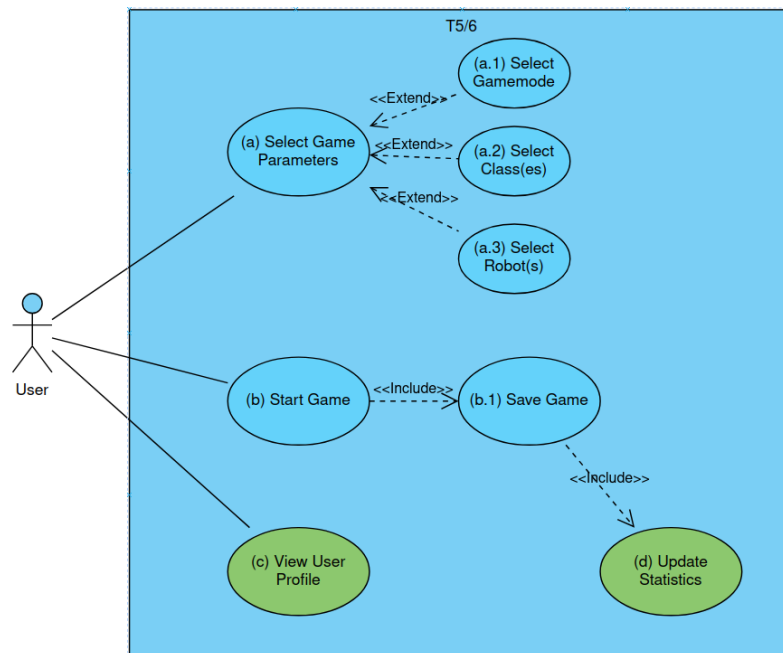 T5/6
(a.1) Select
Gamemode
<<Extend>>
(a) Select Game
Parameters
<<Extend>>
(a.2) Select
Class(es)
<<Extend>>
(a.3) Select
Robot(s)
User
(b) Start Game
<<Include>>
(b.1) Save Game
<<Include>>
(c) View User
Profile
(d) Update
Statistics